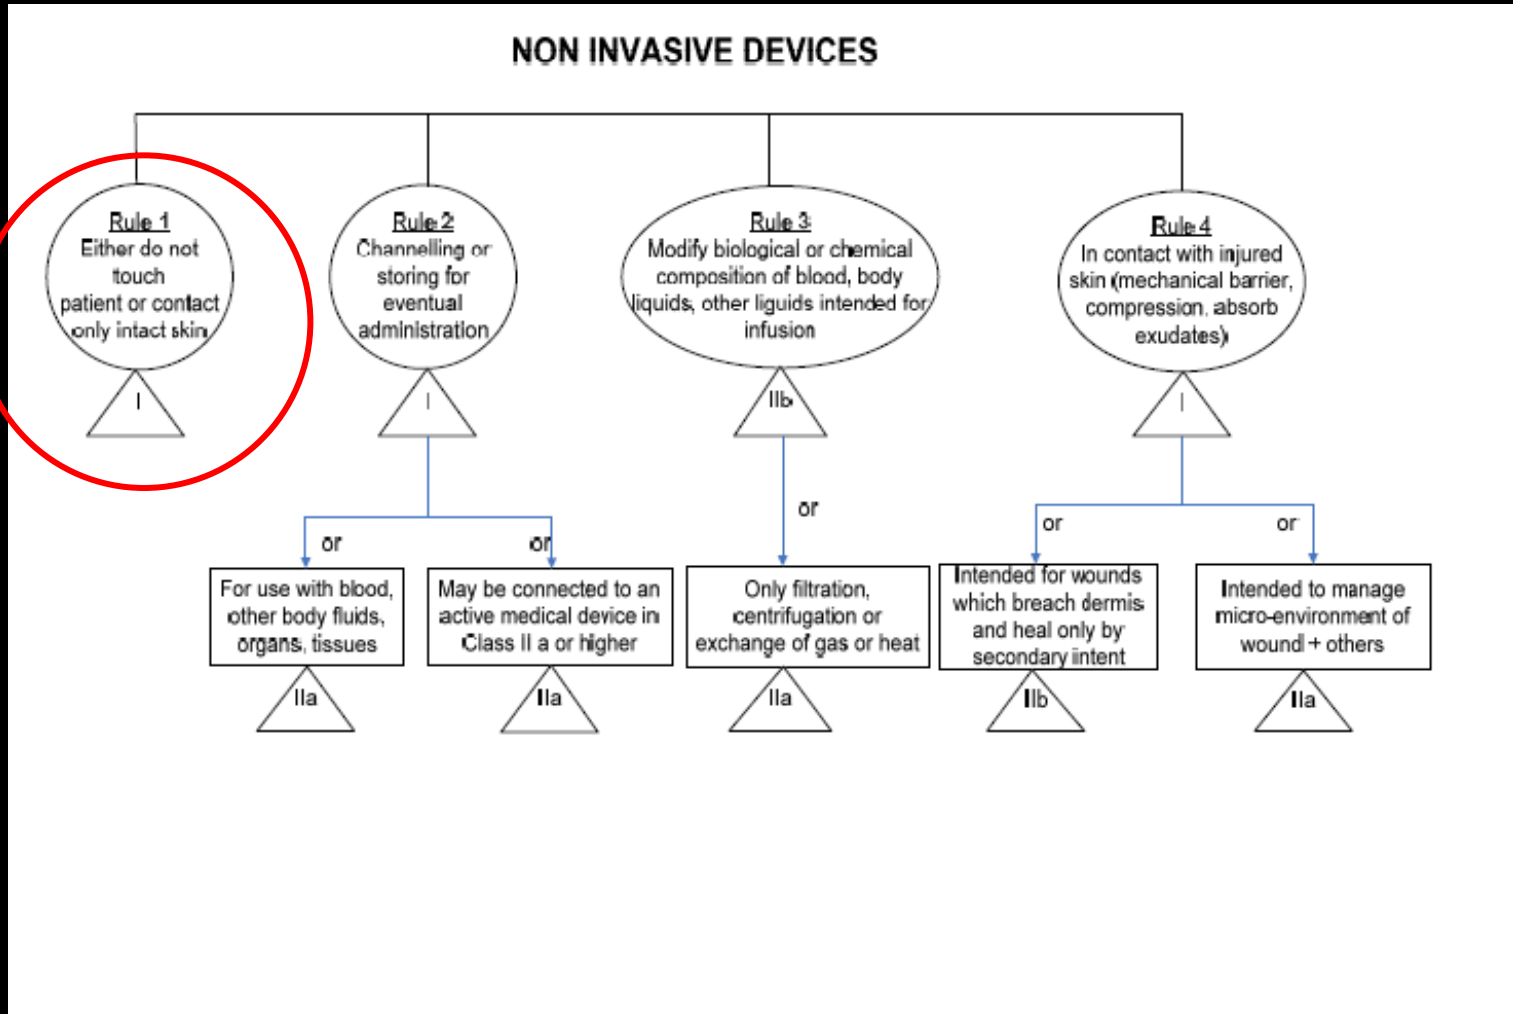 NON INVASIVE DEVICES
Rule 1
Either do not
touch
patient or contact
only intact skin
I
Rule 2
Channelling or
storing for
eventual
administration
I
Rule 3
Modify biological or chemical
composition of blood, body
liquids, other liguids intended for
infusion
IIb
Rule 4
In contact with injured
skin (mechanical barrier,
compression, absorb
exudates)
I
or
or
or
or
or
For use with blood,
other body fluids,
organs, tissues
IIa
May be connected to an
active medical device in
Class II a or higher
IIa
Only filtration,
centrifugation or
exchange of gas or heat
IIa
Intended for wounds
which breach dermis
and heal only by
secondary intent
IIb
Intended to manage
micro-environment of
wound + others
IIa